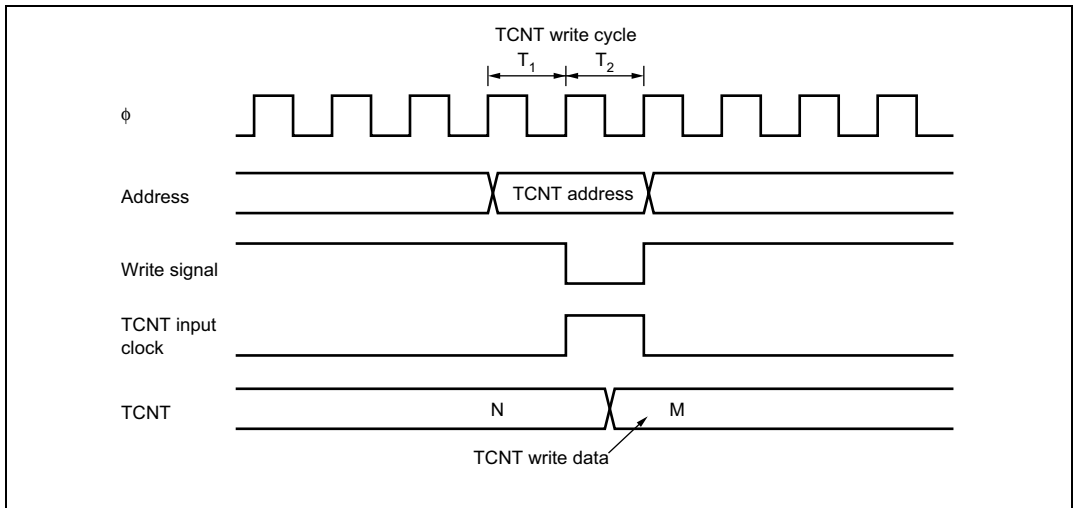 TCNT write cycle
T1 T2
ϕ
Address
TCNT address
Write signal
TCNT input
clock
TCNT
N
M
TCNT write data